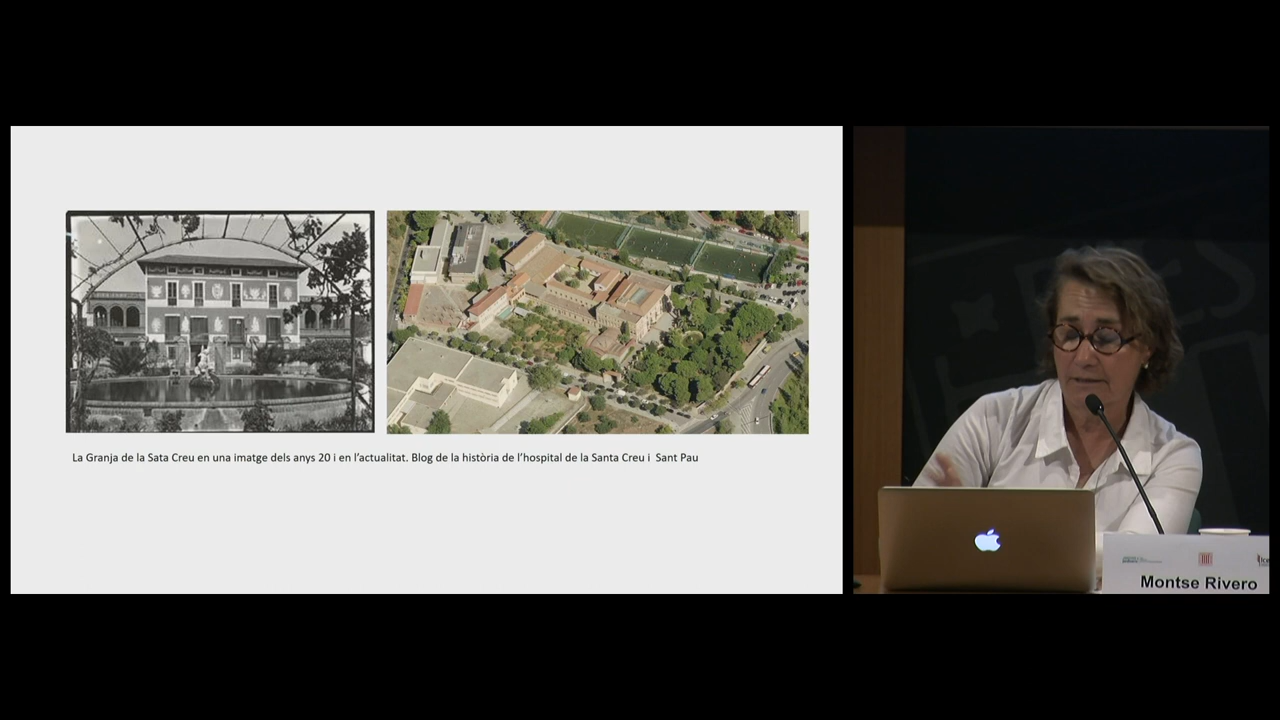 La Granja de la Sata Creu en una imatge dels anys 20 i en l'actualitat. Blog de la història de l'hospital de la Santa Creu i  Sant Pau
Montse Rivero